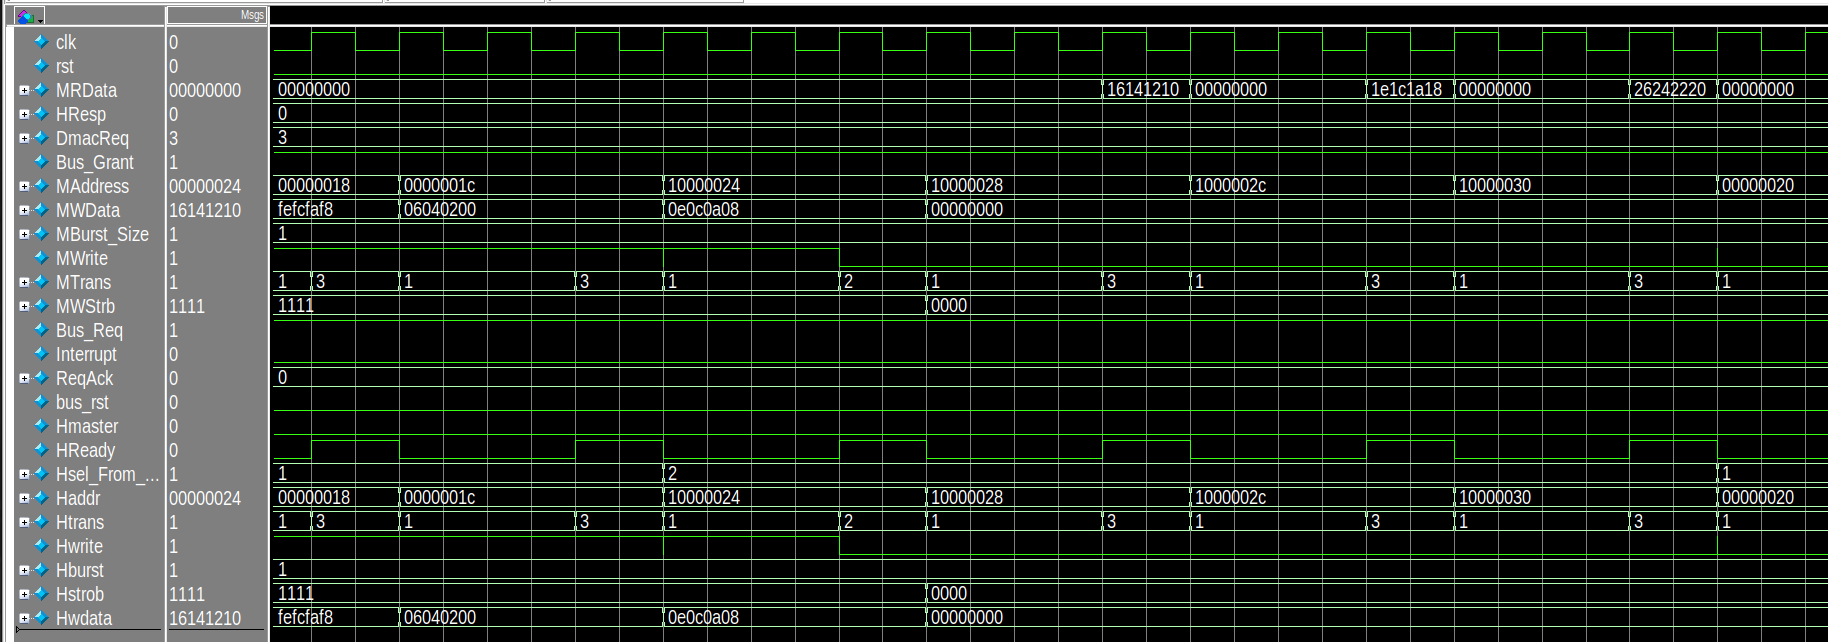 Msgs
clk 0
rst 0
MRData 00000000 00000000 16141210 00000000 1e1c1a18 00000000 26242220 00000000
HResp 0 0
DmacReq 3 3
Bus_Grant 1
MAddress 00000024 00000018 0000001c 10000024 10000028 1000002c 10000030 00000020
MWData 16141210 fefcfaf8 06040200 0e0c0a08 00000000
MBurst_Size 1 1
MWrite 1
MTrans 1 1 3 1 3 1 2 1 3 1 3 1 3 1
MWStrb 1111 1111 0000
Bus_Req 1
Interrupt 0
ReqAck 0 0
bus_rst 0
Hmaster 0
HReady 0
Hsel_From_... 1 1 2 1
Haddr 00000024 00000018 0000001c 10000024 10000028 1000002c 10000030 00000020
Htrans 1 1 3 1 3 1 2 1 3 1 3 1 3 1
Hwrite 1
Hburst 1 1
Hstrob 1111 1111 0000
Hwdata 16141210 fefcfaf8 06040200 0e0c0a08 00000000